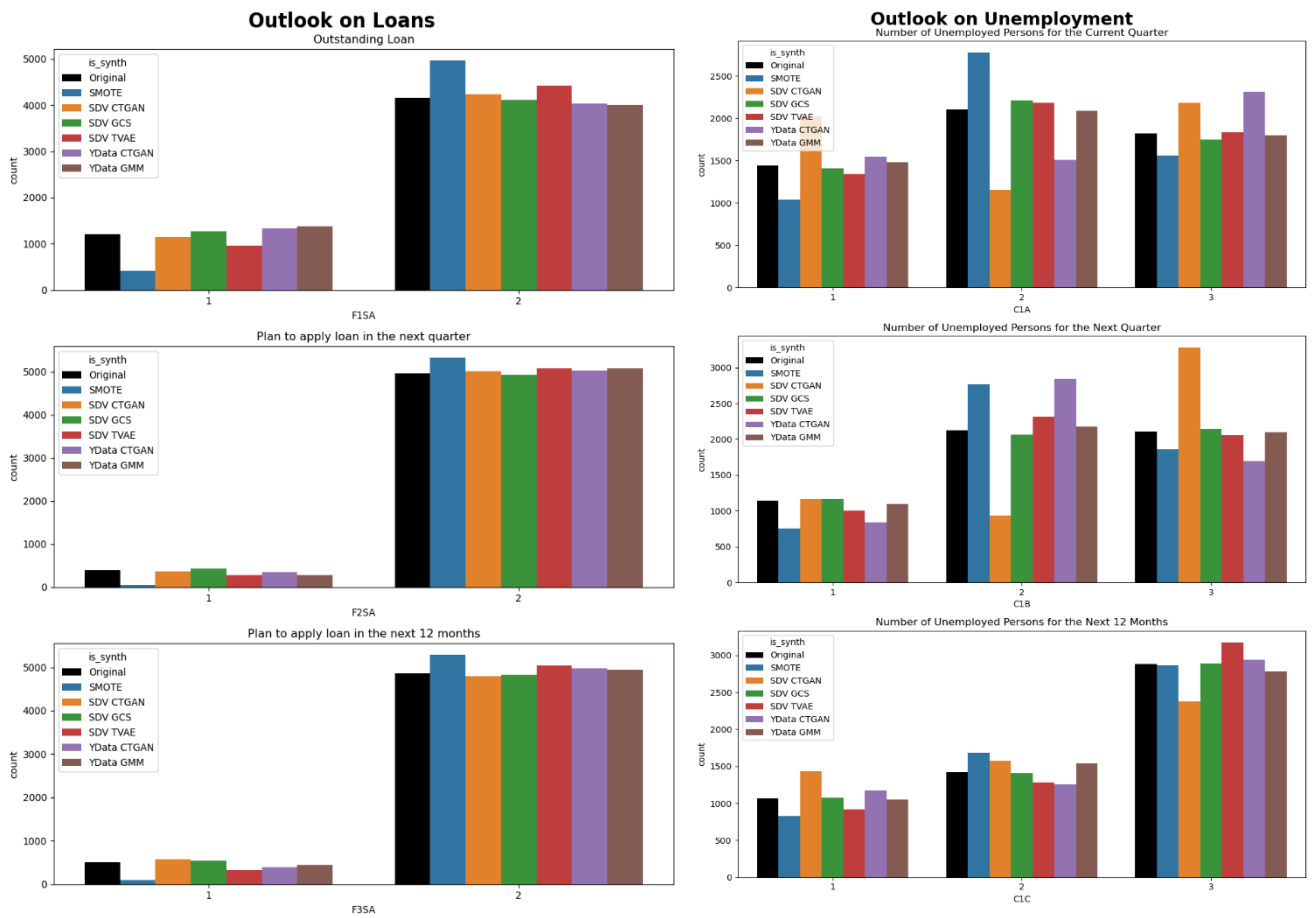 Outlook on Loans
Outstanding Loan
is_synth
Original
SMOTE
SDV CTGAN
SDV GCS
SDV TVAE
YData CTGAN
YData GMM
5000
4000
3000
2000
1000
0
count
1 2
F1SA
Plan to apply loan in the next quarter
is_synth
Original
SMOTE
SDV CTGAN
SDV GCS
SDV TVAE
YData CTGAN
YData GMM
5000
4000
3000
2000
1000
0
count
1 2
F2SA
Plan to apply loan in the next 12 months
is_synth
Original
SMOTE
SDV CTGAN
SDV GCS
SDV TVAE
YData CTGAN
YData GMM
5000
4000
3000
2000
1000
0
count
1 2
F3SA
Outlook on Unemployment
Number of Unemployed Persons for the Current Quarter
is_synth
Original
SMOTE
SDV CTGAN
SDV GCS
SDV TVAE
YData CTGAN
YData GMM
2500
2000
1500
1000
500
0
count
1 2 3
C1A
Number of Unemployed Persons for the Next Quarter
is_synth
Original
SMOTE
SDV CTGAN
SDV GCS
SDV TVAE
YData CTGAN
YData GMM
3000
2500
2000
1500
1000
500
0
count
1 2 3
C1B
Number of Unemployed Persons for the Next 12 Months
is_synth
Original
SMOTE
SDV CTGAN
SDV GCS
SDV TVAE
YData CTGAN
YData GMM
3000
2500
2000
1500
1000
500
0
count
1 2 3
C1C